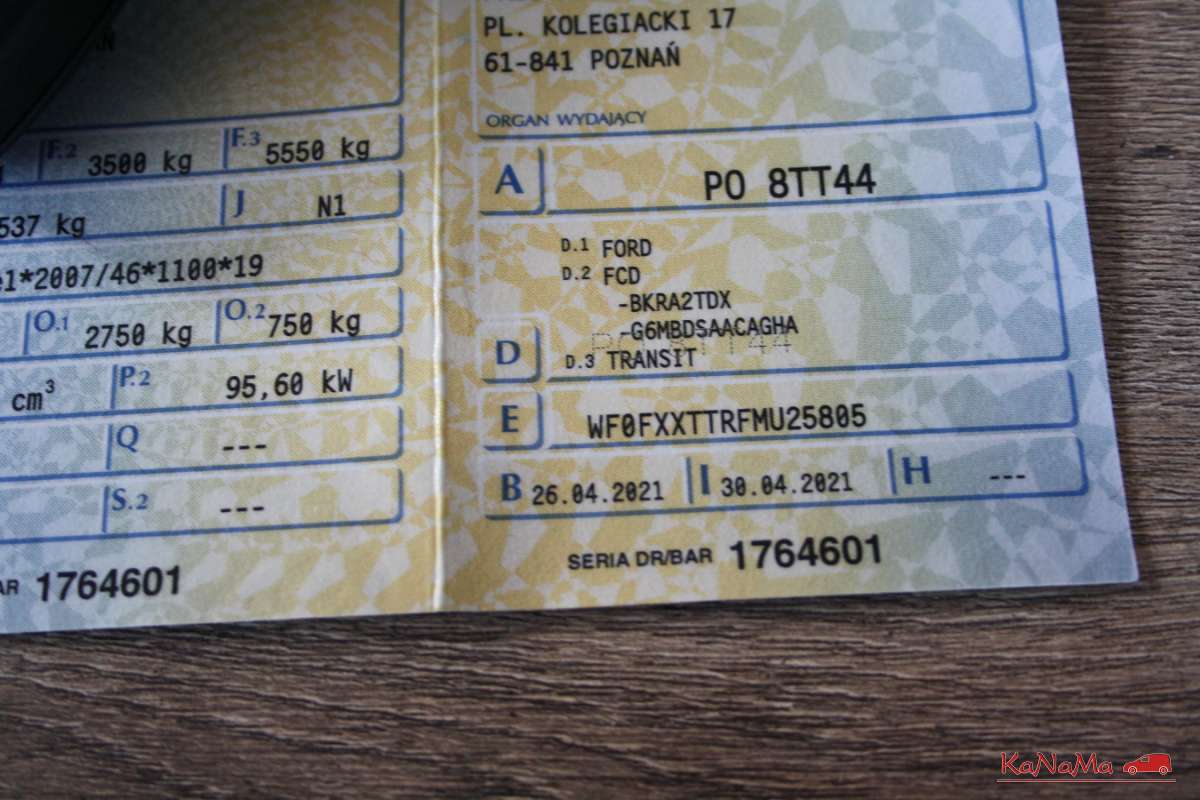 PL. KOLEGIACKI 17
61-841 POZNAŃ
ORGAN WYDAJĄCY
F.2 3500 kg F.3 5550 kg
537 kg J N1
e1*2007/46*1100*19
O.1 2750 kg O.2 750 kg
cm³ P.2 95,60 kW
Q ---
S.2 ---
AR 1764601
A PO 8TT44
D.1 FORD
D.2 FCD
-BKRA2TDX
-G6MBDSAACAGHA
D D.3 TRANSIT
E WF0FXXTTRFMU25805
B 26.04.2021 I 30.04.2021 H ---
SERIA DR/BAR 1764601
KaNaMa